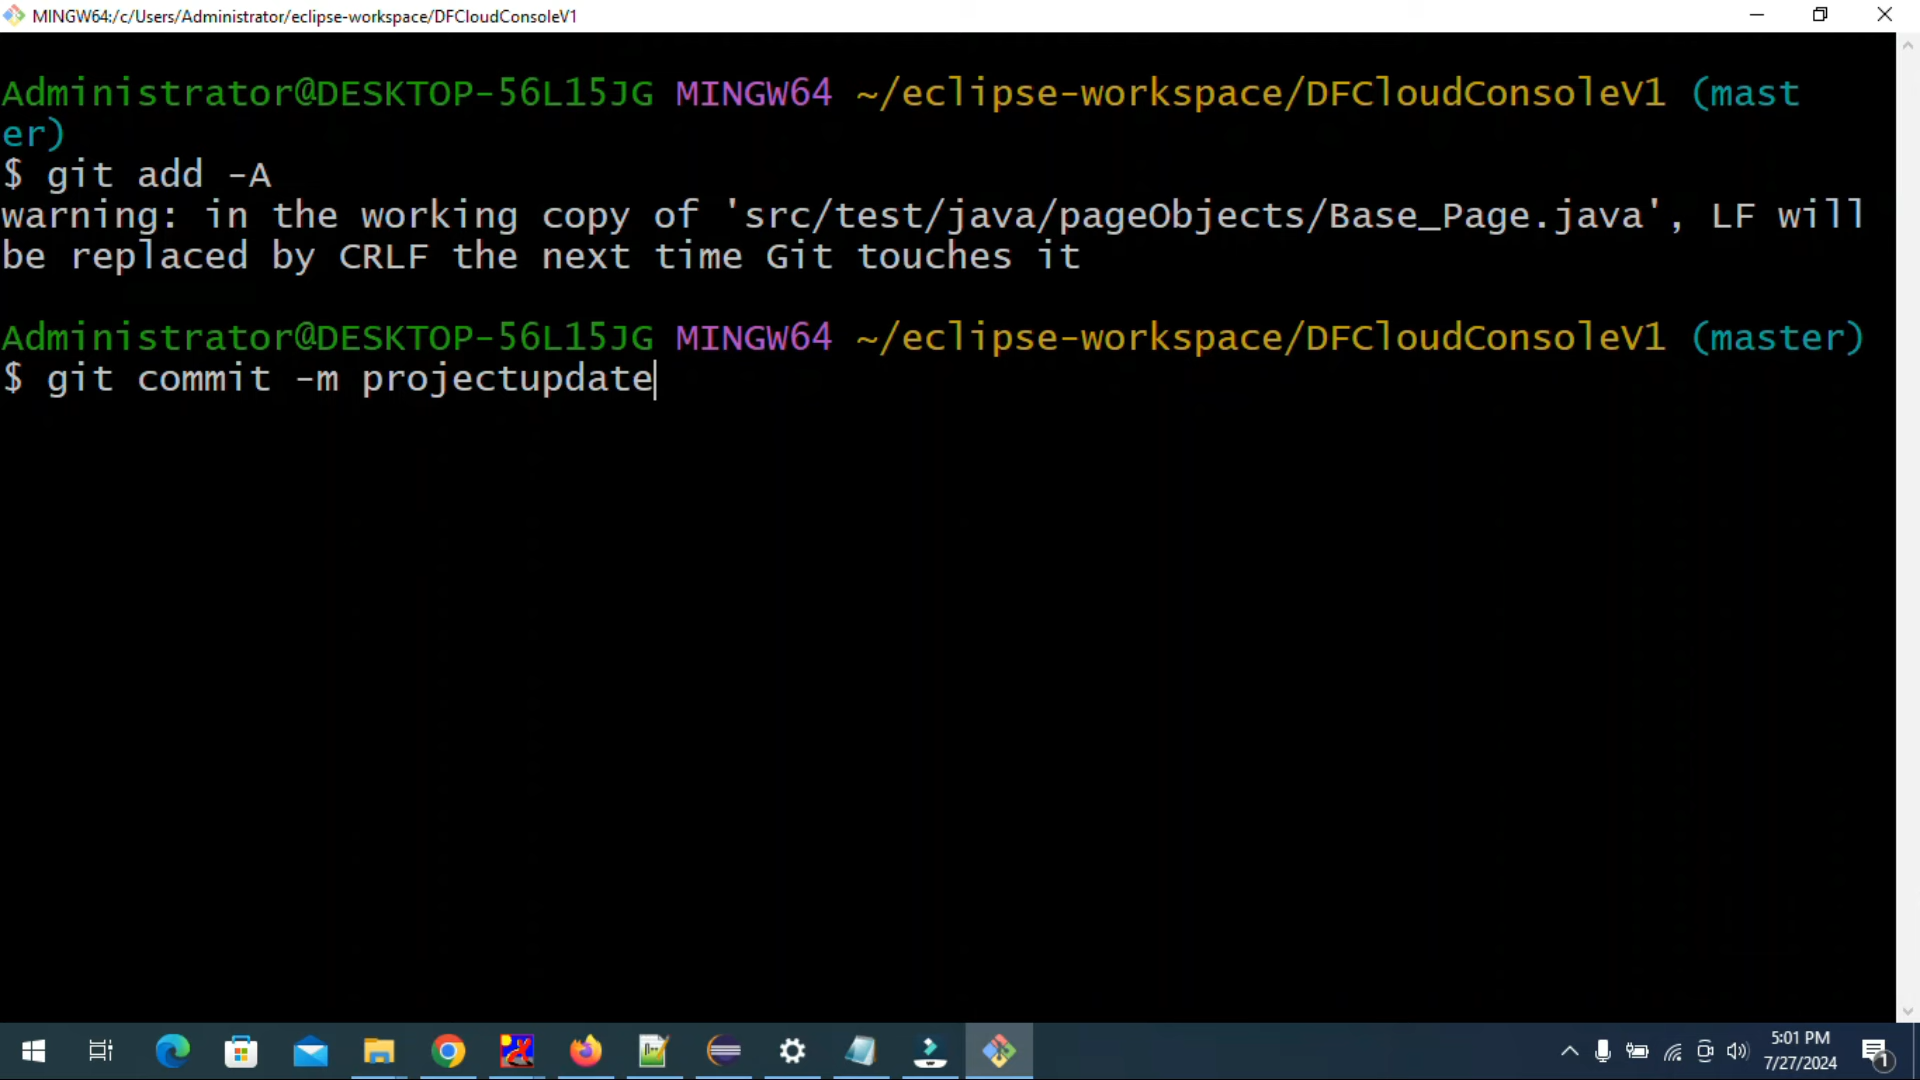 MINGW64:/c/Users/Administrator/eclipse-workspace/DFCloudConsoleV1
Administrator@DESKTOP-56L15JG MINGW64 ~/eclipse-workspace/DFCloudConsoleV1 (mast
er)
$ git add -A
warning: in the working copy of 'src/test/java/pageObjects/Base_Page.java', LF will
be replaced by CRLF the next time Git touches it
Administrator@DESKTOP-56L15JG MINGW64 ~/eclipse-workspace/DFCloudConsoleV1 (master)
$ git commit -m projectupdate
5:01 PM
7/27/2024
1